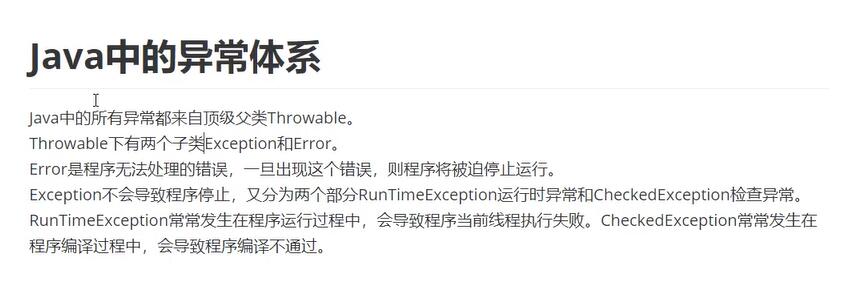 Java中的异常体系
Java中的所有异常都来自顶级父类Throwable。
Throwable下有两个子类Exception和Error。
Error是程序无法处理的错误，一旦出现这个错误，则程序将被迫停止运行。
Exception不会导致程序停止，又分为两个部分RunTimeException运行时异常和CheckedException检查异常。
RunTimeException常常发生在程序运行过程中，会导致程序当前线程执行失败。CheckedException常常发生在
程序编译过程中，会导致程序编译不通过。